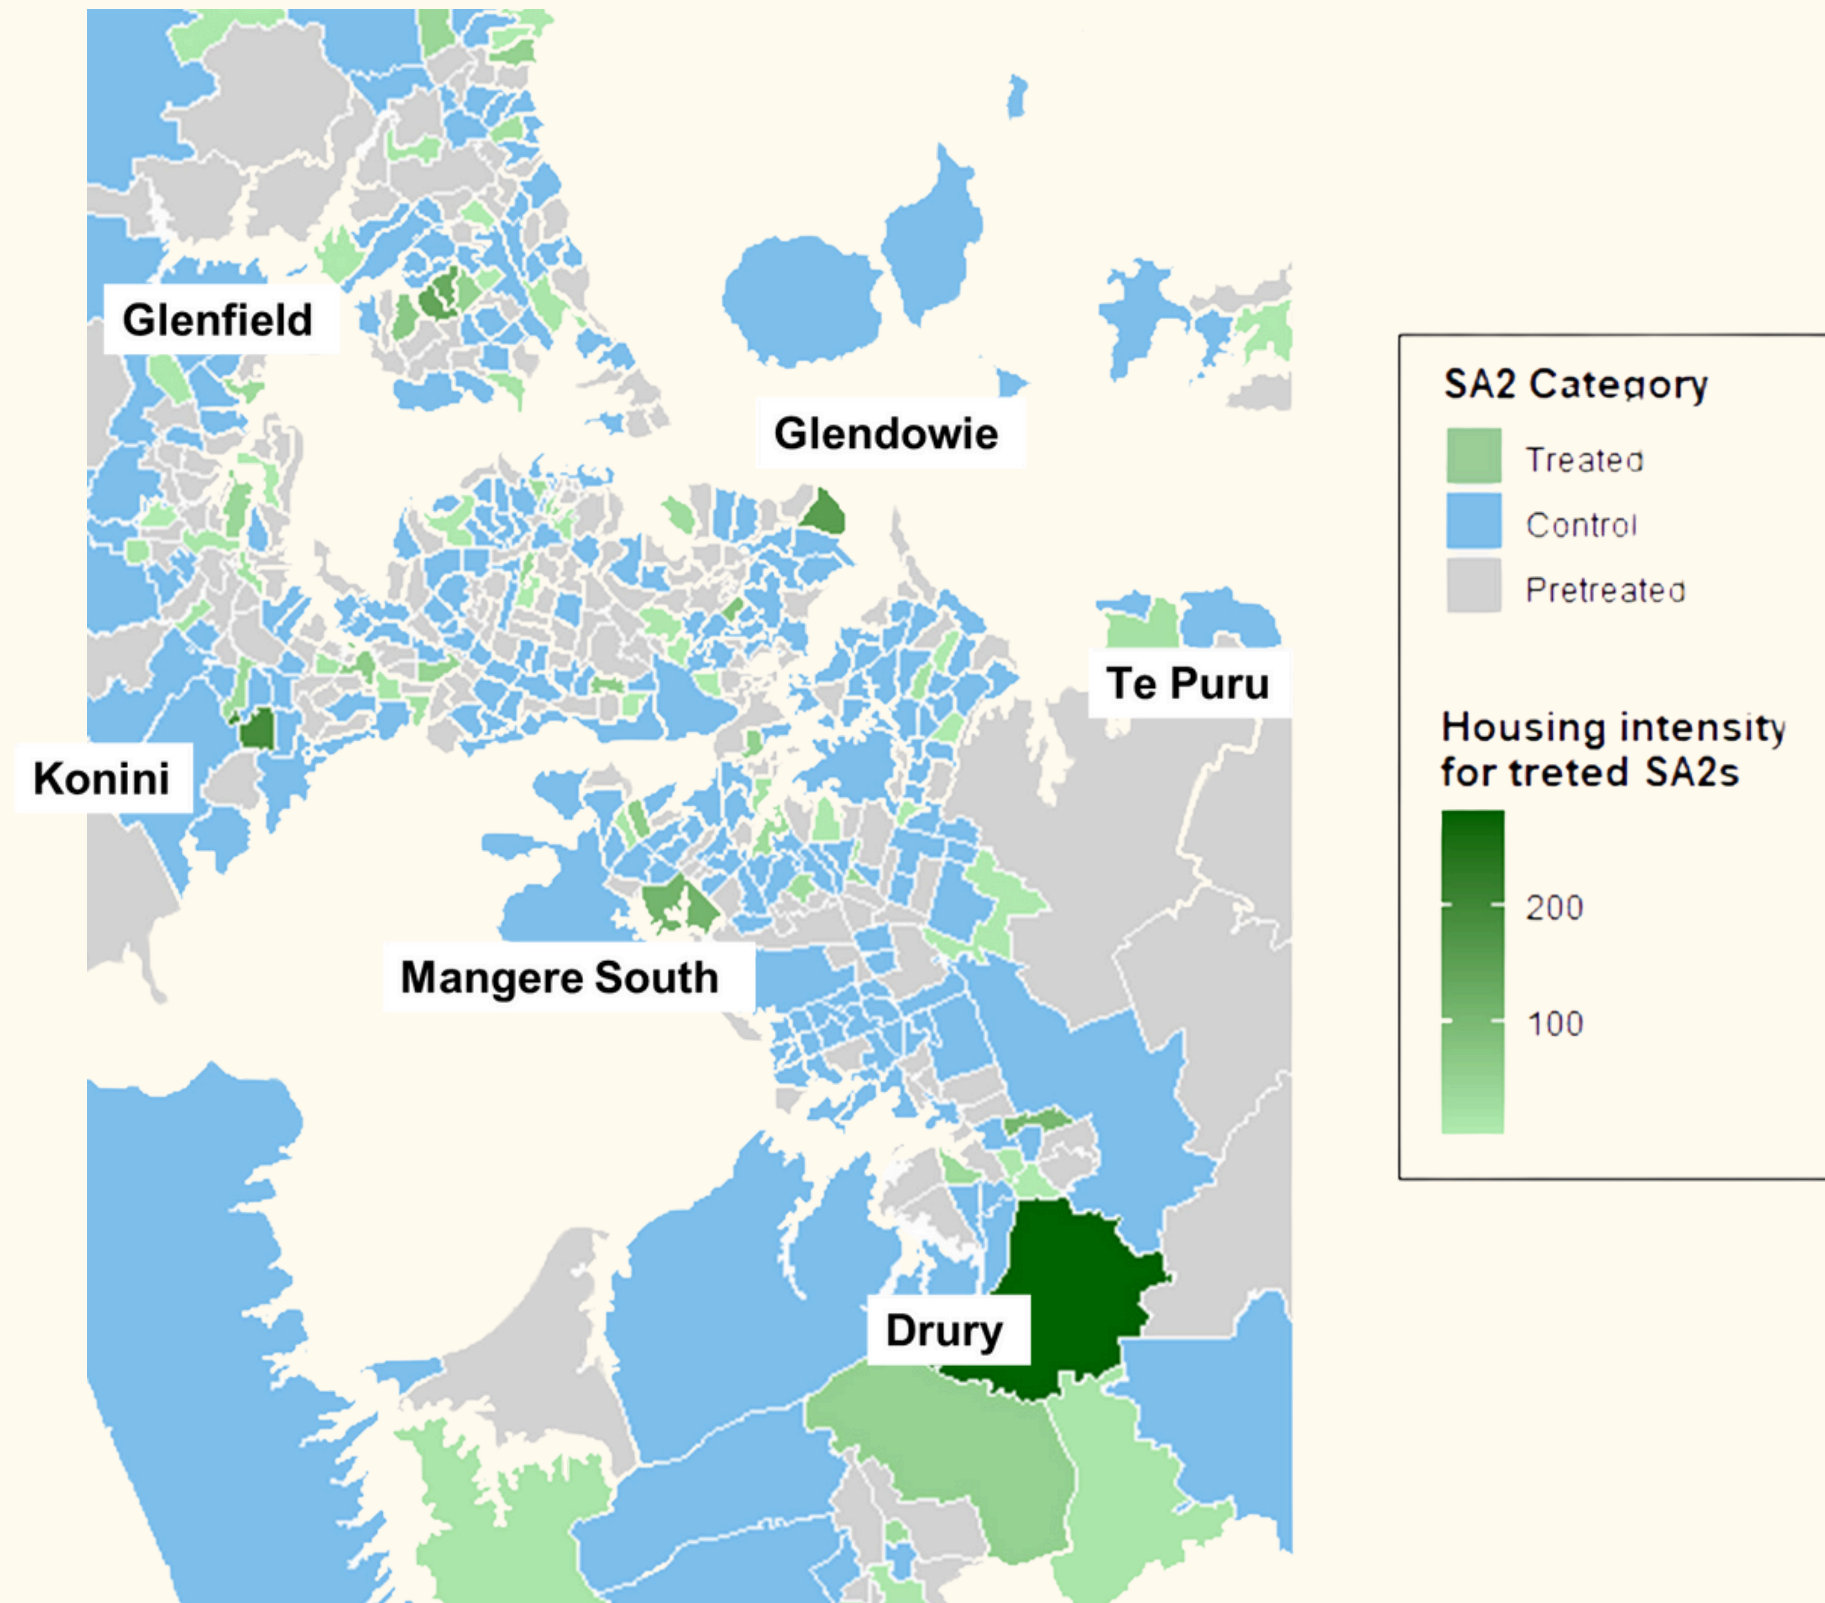 Glenfield
Glendowie
Te Puru
Konini
Mangere South
Drury
SA2 Category
Treated
Control
Pretreated
Housing intensity
for treted SA2s
200
100